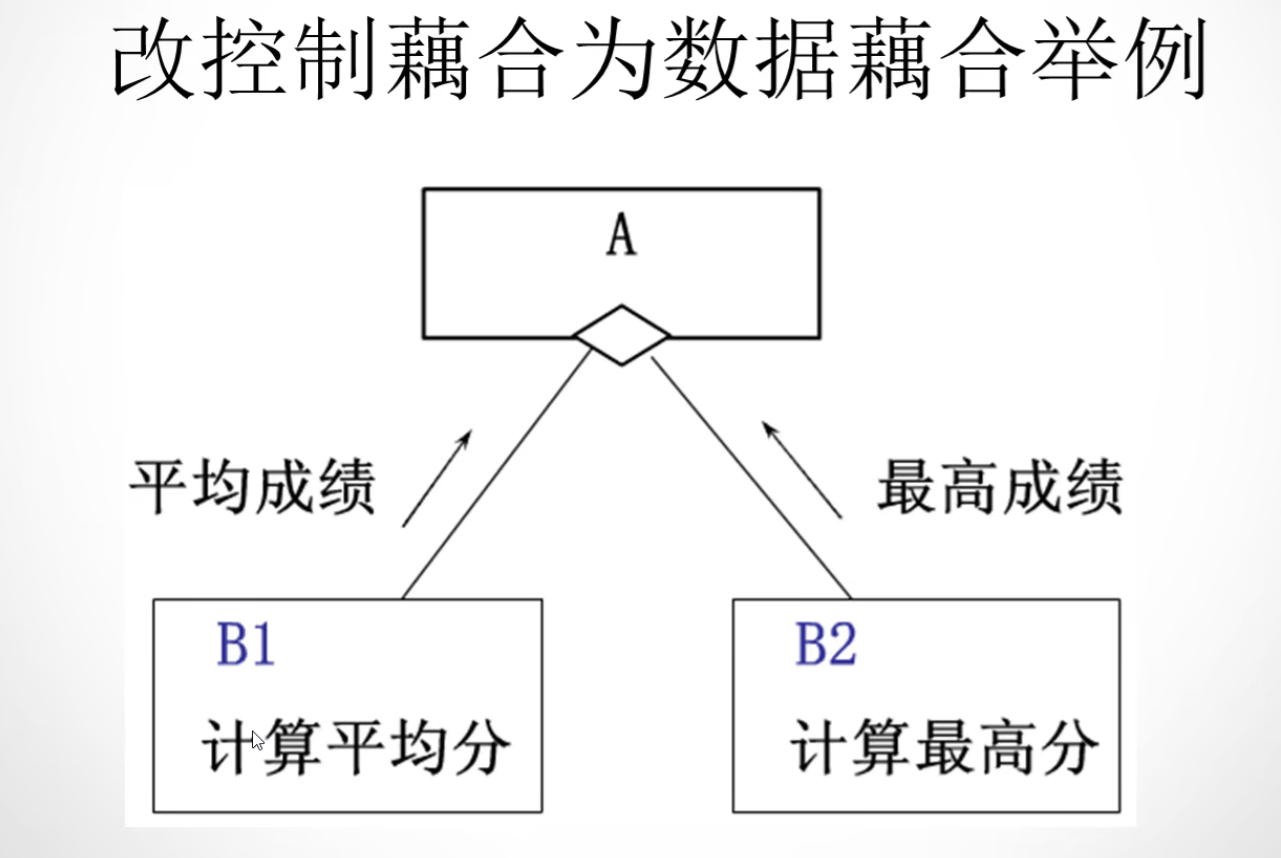 改控制藕合为数据藕合举例
A
平均成绩
最高成绩
B1
计算平均分
B2
计算最高分